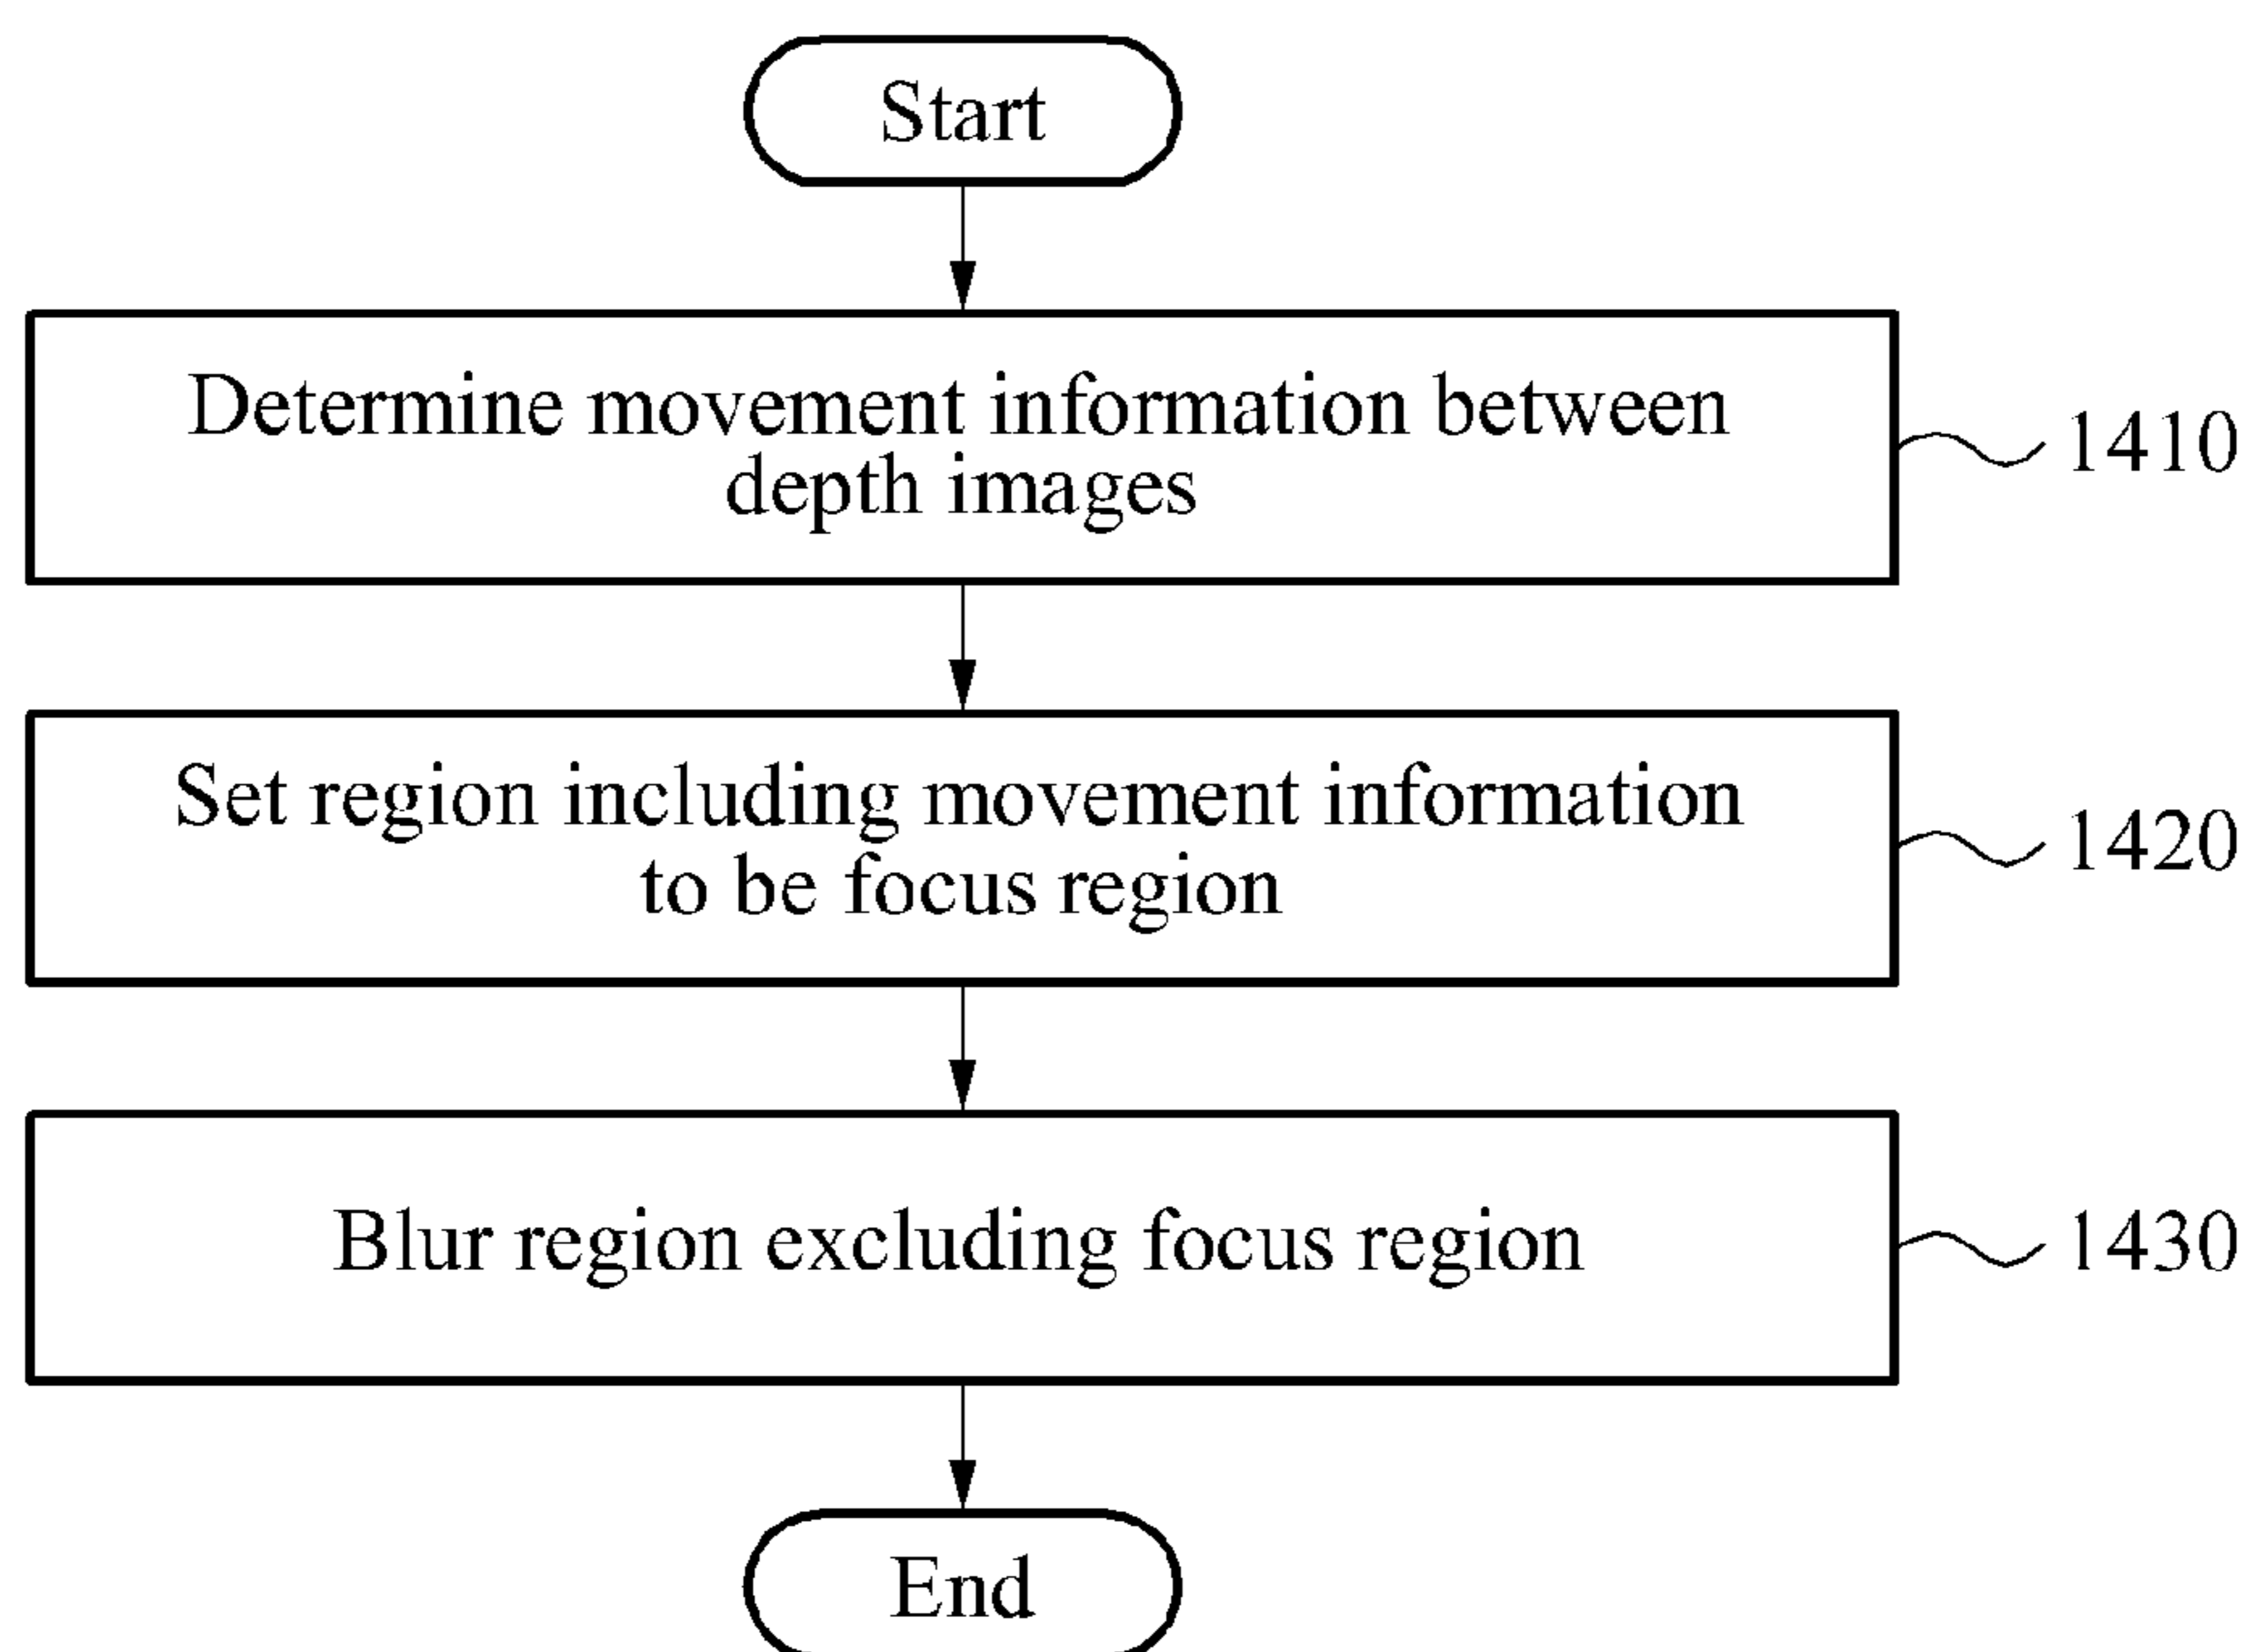 Start
Determine movement information between
depth images
1410
Set region including movement information
to be focus region
1420
Blur region excluding focus region
1430
End